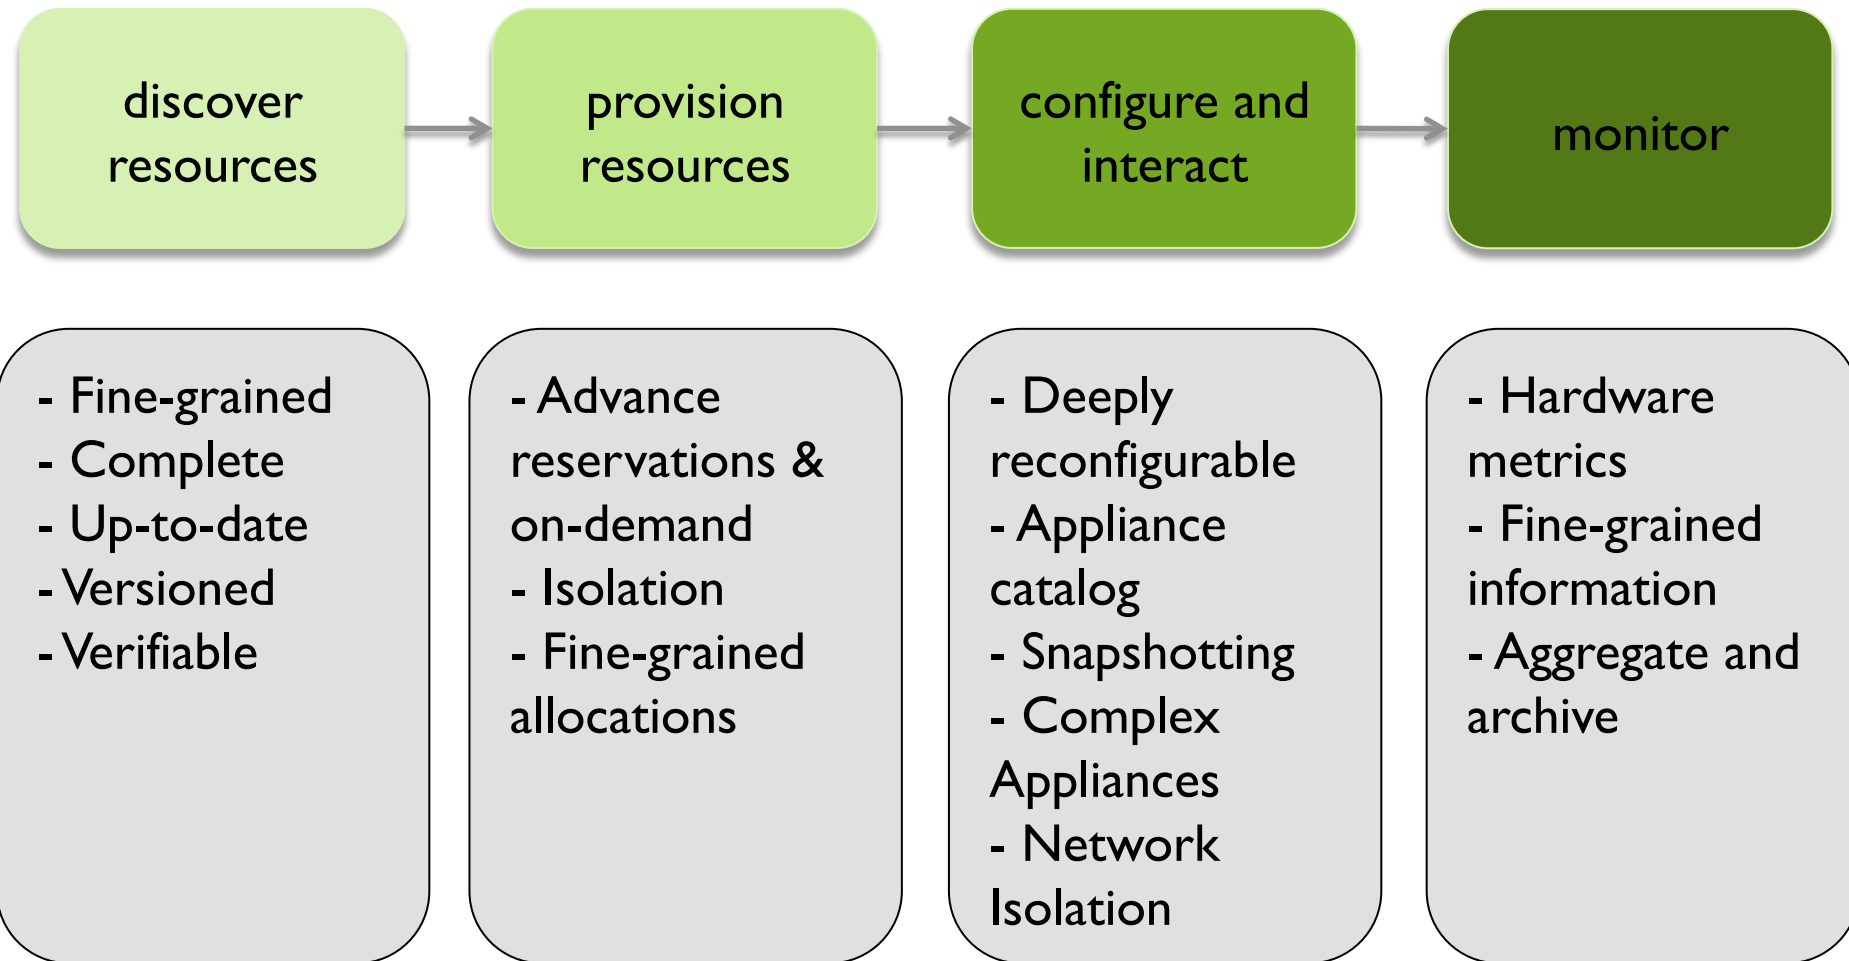 discover
resources
provision
resources
configure and
interact
monitor
- Fine-grained
- Complete
- Up-to-date
- Versioned
- Verifiable
- Advance
reservations &
on-demand
- Isolation
- Fine-grained
allocations
- Deeply
reconfigurable
- Appliance
catalog
- Snapshotting
- Complex
Appliances
- Network
Isolation
- Hardware
metrics
- Fine-grained
information
- Aggregate and
archive